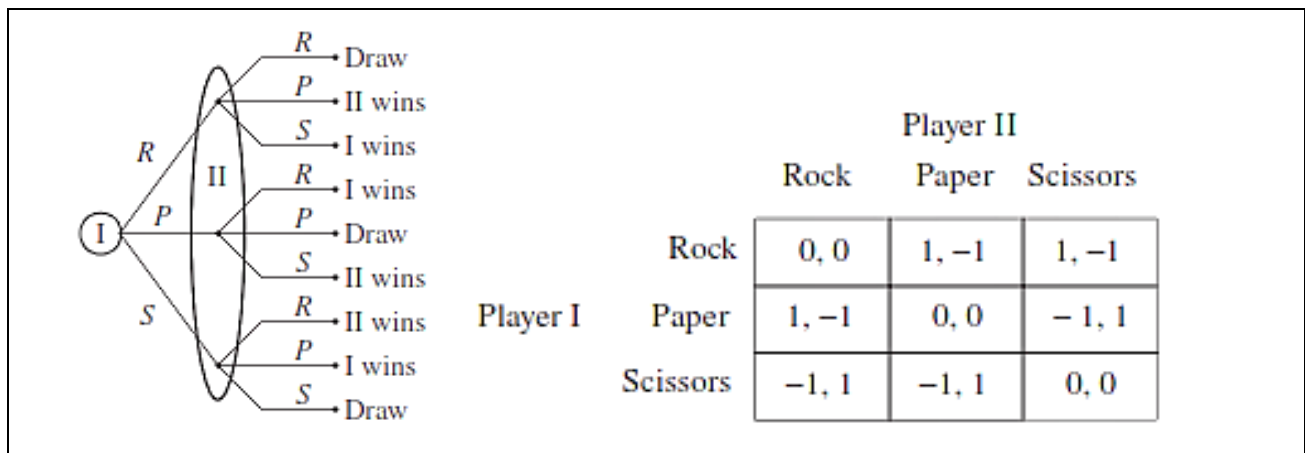 R Draw
P II wins
S I wins
R
II
R I wins
I
P
P Draw
S II wins
S
R II wins
P I wins
S Draw
Player II
Rock Paper Scissors
Rock 0, 0 1, −1 1, −1
Player I Paper 1, −1 0, 0 − 1, 1
Scissors −1, 1 −1, 1 0, 0